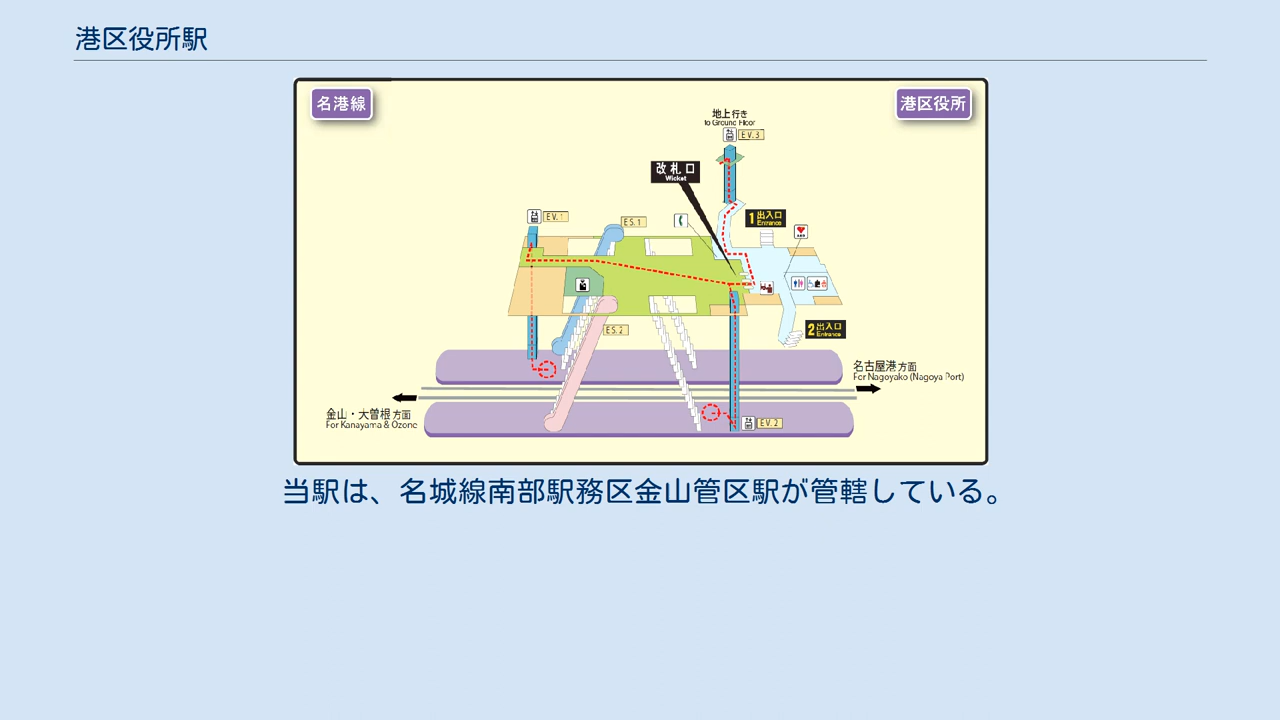 港区役所駅
名港線
港区役所
地上行き
to Ground Floor
EV.3
改札口
Wicket
EV.1
ES.1
1出入口
Entrance
ES.2
2出入口
Entrance
名古屋港方面
For Nagoyako (Nagoya Port)
金山・大曽根方面
For Kanayama & Ozone
EV.2
当駅は、名城線南部駅務区金山管区駅が管轄している。